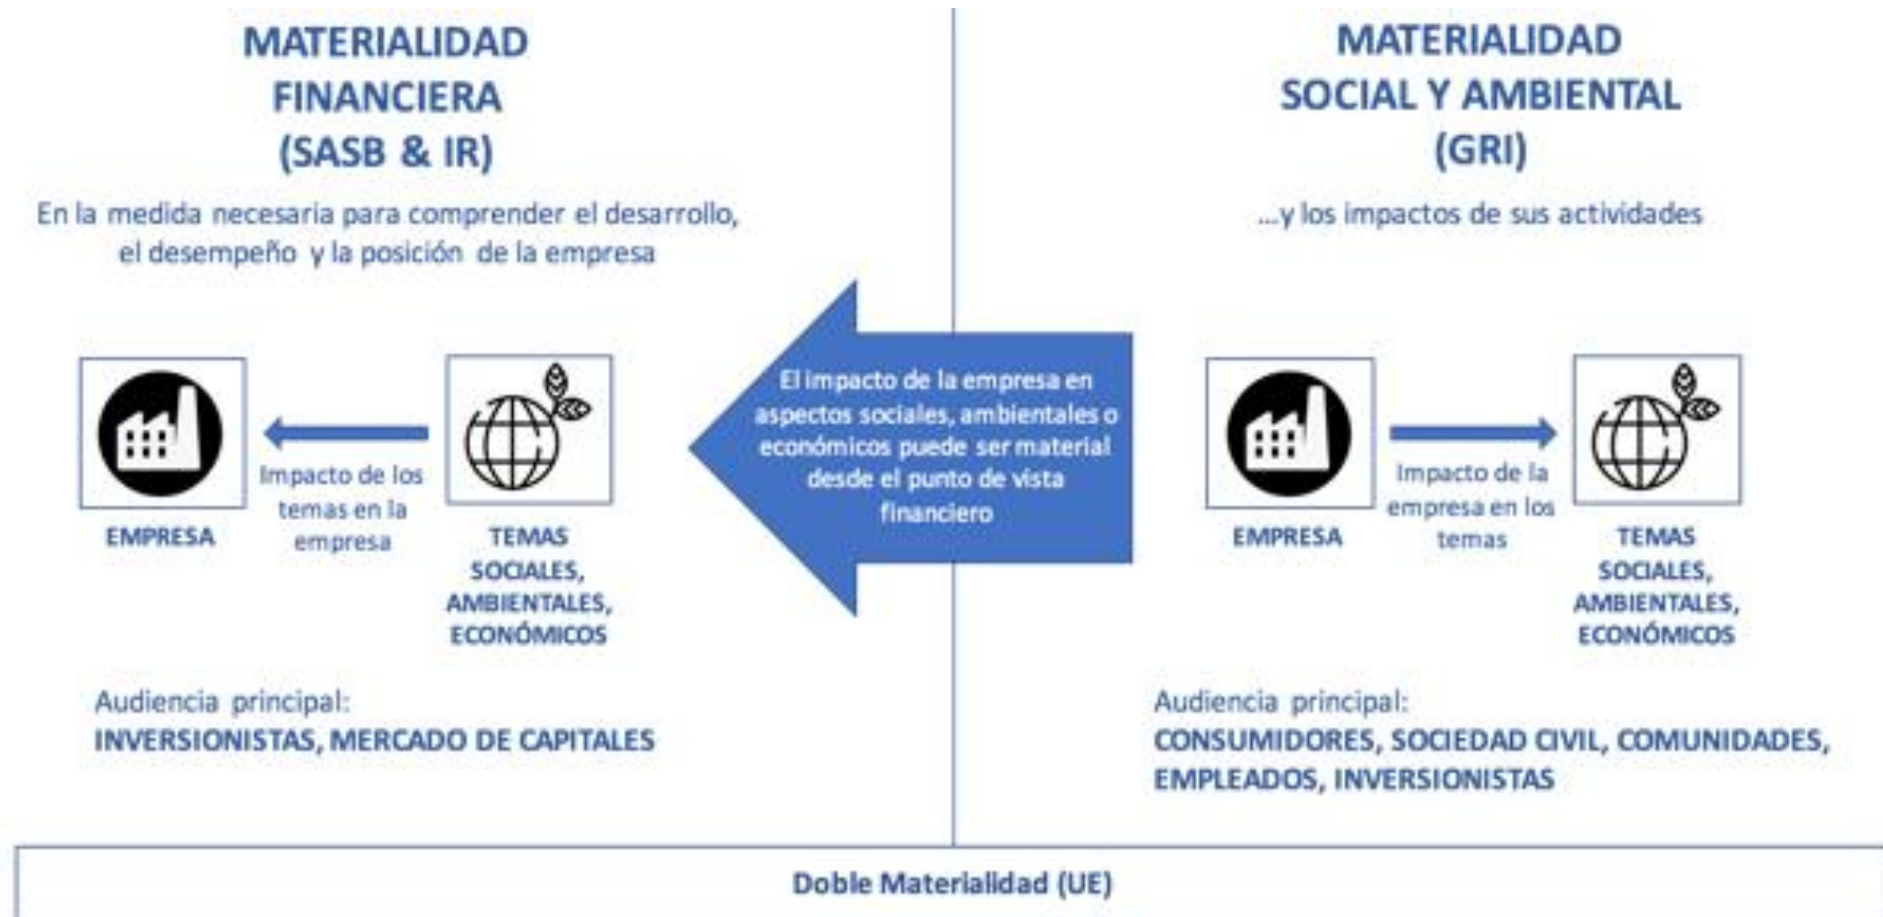 MATERIALIDAD
FINANCIERA
(SASB & IR)
En la medida necesaria para comprender el desarrollo,
el desempeño y la posición de la empresa
EMPRESA
Impacto de los
temas en la
empresa
TEMAS
SOCIALES,
AMBIENTALES,
ECONÓMICOS
Audiencia principal:
INVERSIONISTAS, MERCADO DE CAPITALES
El impacto de la empresa en
aspectos sociales, ambientales o
económicos puede ser material
desde el punto de vista
financiero
MATERIALIDAD
SOCIAL Y AMBIENTAL
(GRI)
...y los impactos de sus actividades
EMPRESA
Impacto de la
empresa en los
temas
TEMAS
SOCIALES,
AMBIENTALES,
ECONÓMICOS
Audiencia principal:
CONSUMIDORES, SOCIEDAD CIVIL, COMUNIDADES,
EMPLEADOS, INVERSIONISTAS
Doble Materialidad (UE)